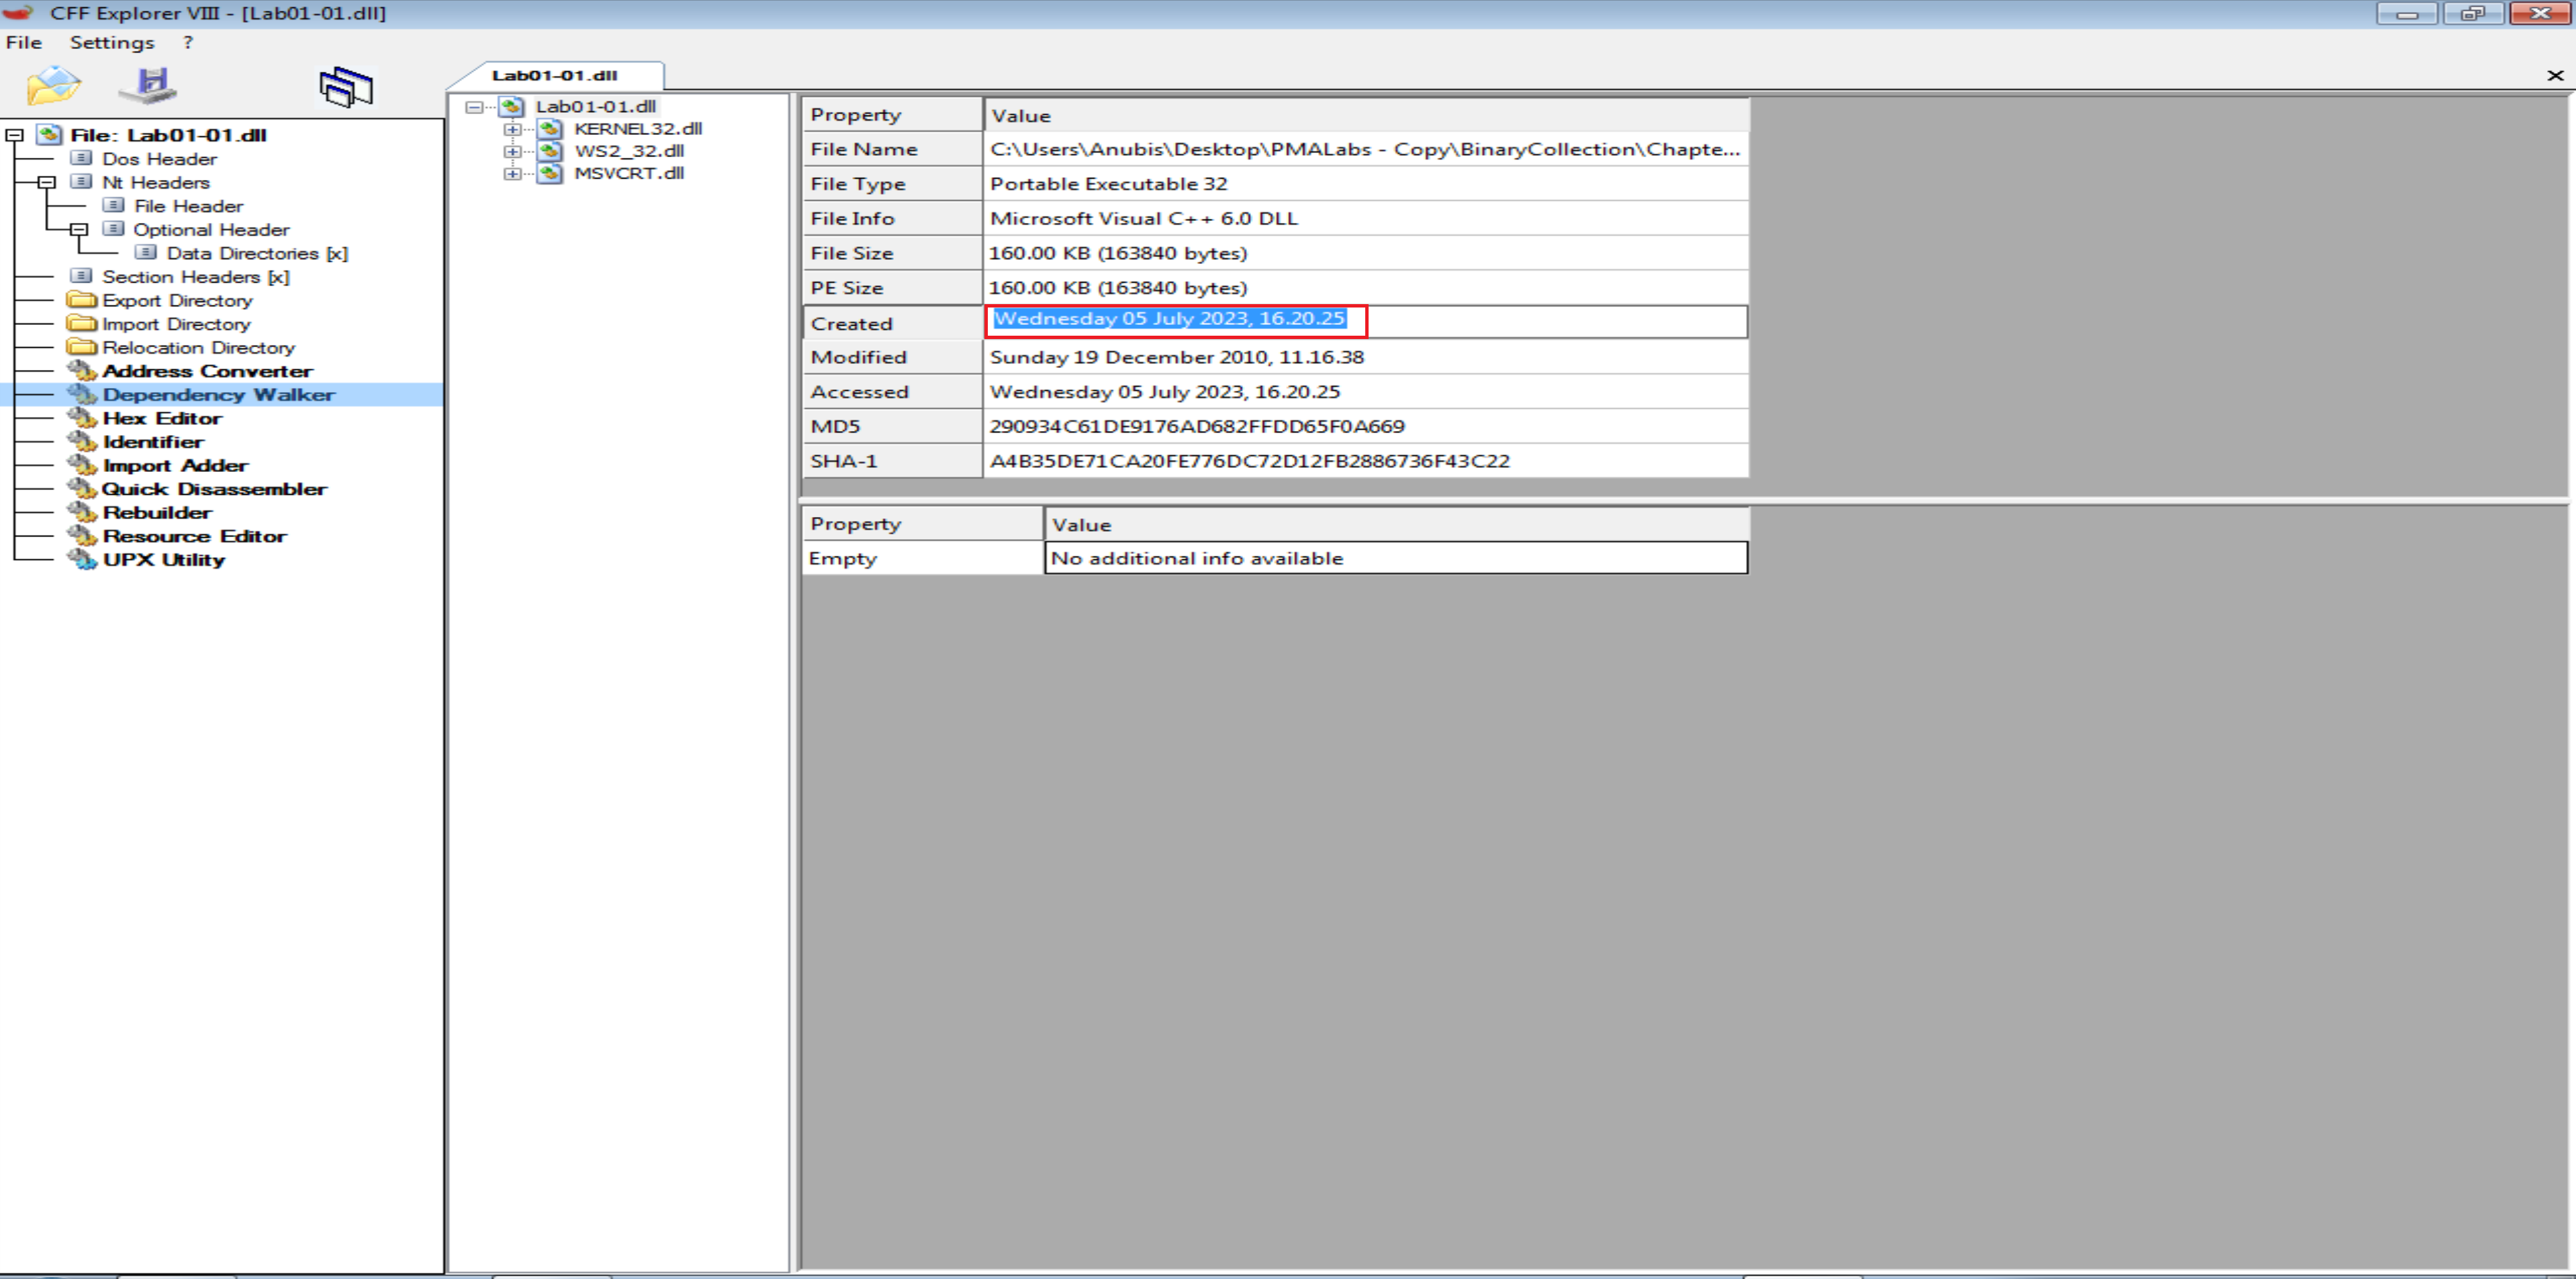 CFF Explorer VIII - [Lab01-01.dll]
File Settings ?
Lab01-01.dll
File: Lab01-01.dll
Dos Header
Nt Headers
File Header
Optional Header
Data Directories [x]
Section Headers [x]
Export Directory
Import Directory
Relocation Directory
Address Converter
Dependency Walker
Hex Editor
Identifier
Import Adder
Quick Disassembler
Rebuilder
Resource Editor
UPX Utility
Lab01-01.dll
KERNEL32.dll
WS2_32.dll
MSVCRT.dll
Property Value
File Name C:\Users\Anubis\Desktop\PMALabs - Copy\BinaryCollection\Chapte...
File Type Portable Executable 32
File Info Microsoft Visual C++ 6.0 DLL
File Size 160.00 KB (163840 bytes)
PE Size 160.00 KB (163840 bytes)
Created Wednesday 05 July 2023, 16.20.25
Modified Sunday 19 December 2010, 11.16.38
Accessed Wednesday 05 July 2023, 16.20.25
MD5 290934C61DE9176AD682FFDD65F0A669
SHA-1 A4B35DE71CA20FE776DC72D12FB2886736F43C22
Property Value
Empty No additional info available